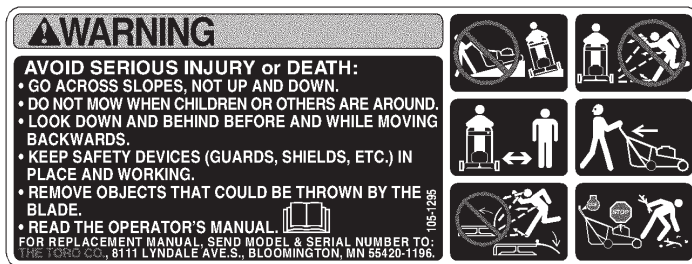 WARNING
AVOID SERIOUS INJURY or DEATH:
• GO ACROSS SLOPES, NOT UP AND DOWN.
• DO NOT MOW WHEN CHILDREN OR OTHERS ARE AROUND.
• LOOK DOWN AND BEHIND BEFORE AND WHILE MOVING
BACKWARDS.
• KEEP SAFETY DEVICES (GUARDS, SHIELDS, ETC.) IN
PLACE AND WORKING.
• REMOVE OBJECTS THAT COULD BE THROWN BY THE
BLADE.
• READ THE OPERATOR'S MANUAL.
FOR REPLACEMENT MANUAL, SEND MODEL & SERIAL NUMBER TO:
THE TORO CO., 8111 LYNDALE AVE.S., BLOOMINGTON, MN 55420-1196.
105-1295
STOP